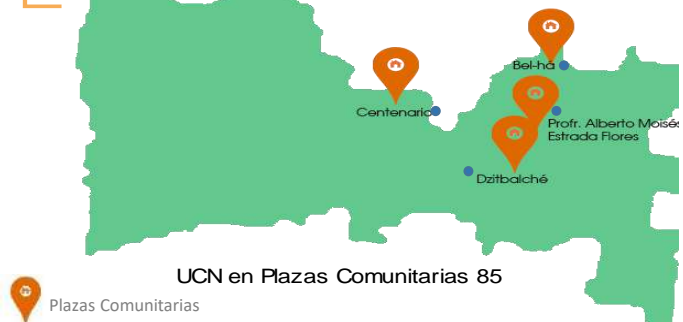 Bel-há
Centenario
Profr. Alberto Moisés
Estrada Flores
Dzitbalché
UCN en Plazas Comunitarias 85
Plazas Comunitarias